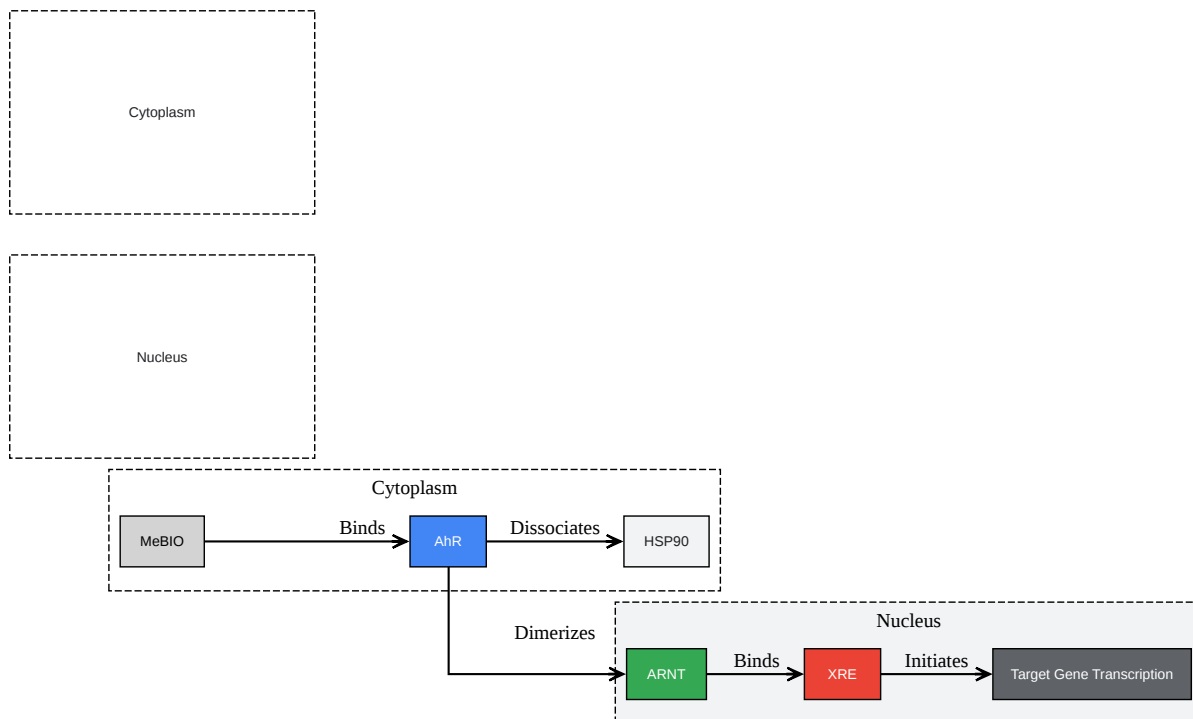 Cytoplasm
Nucleus
Cytoplasm
MeBIO
Binds
AhR
Dissociates
HSP90
Dimerizes
Nucleus
ARNT
Binds
XRE
Initiates
Target Gene Transcription